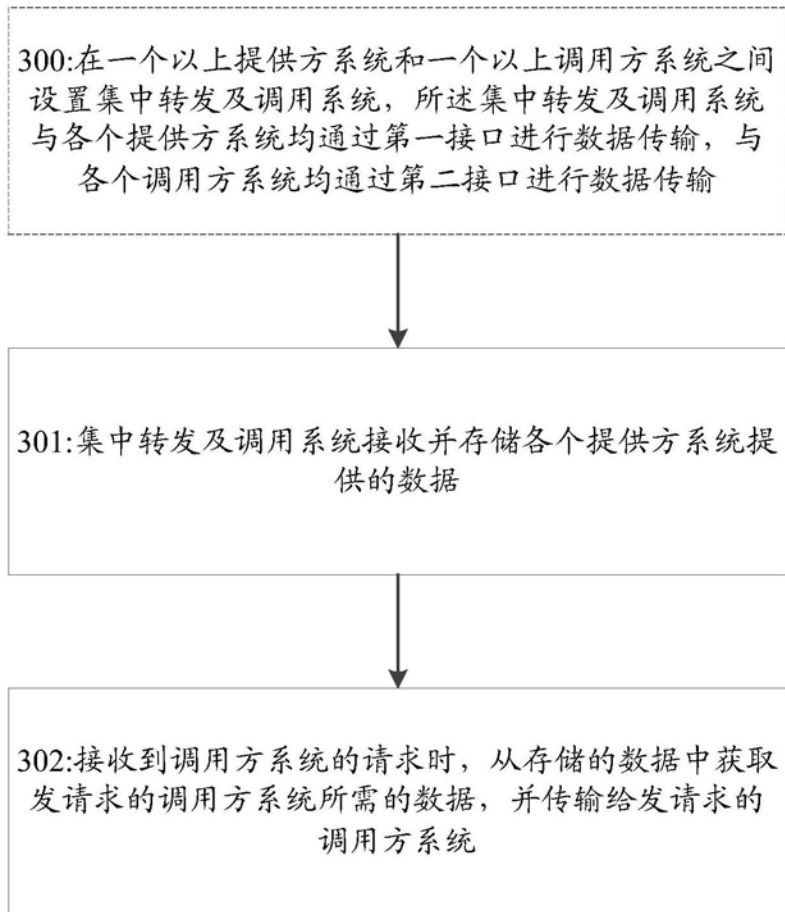 300:在一个以上提供方系统和一个以上调用方系统之间
设置集中转发及调用系统，所述集中转发及调用系统
与各个提供方系统均通过第一接口进行数据传输，与
各个调用方系统均通过第二接口进行数据传输
301:集中转发及调用系统接收并存储各个提供方系统提
供的数据
302:接收到调用方系统的请求时，从存储的数据中获取
发请求的调用方系统所需的数据，并传输给发请求的
调用方系统